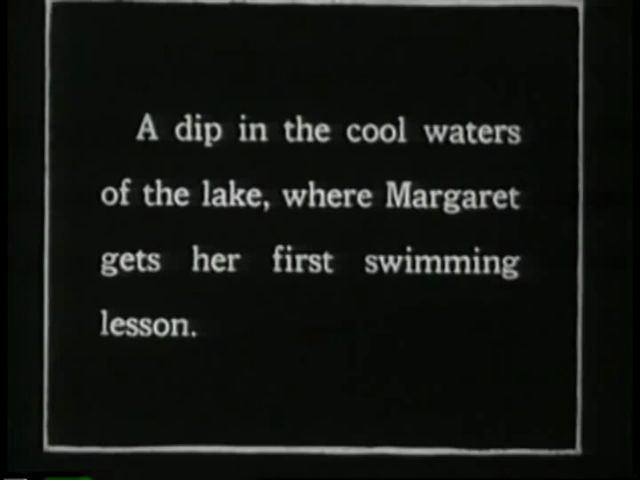 A dip in the cool waters
of the lake, where Margaret
gets her first swimming
lesson.